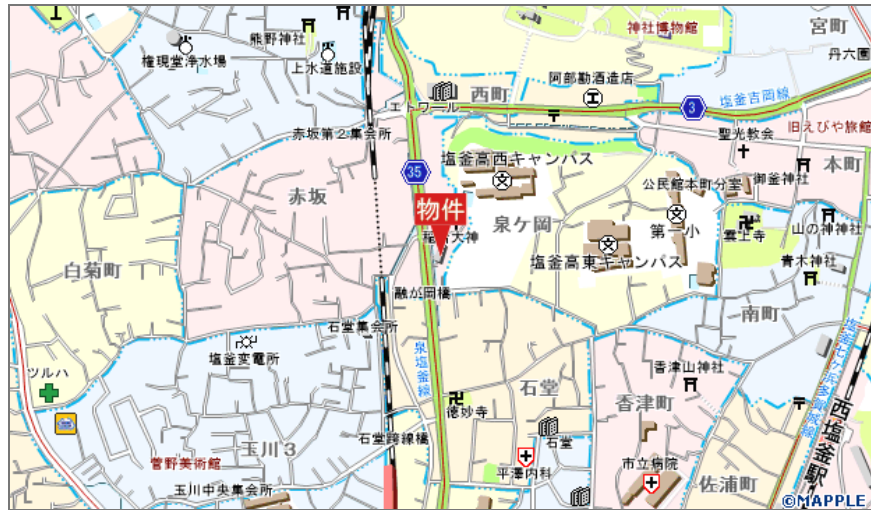 神社博物館
宮町
熊野神社
権現堂浄水場
上水道施設
丹六園
阿部勘酒造店
塩釜吉岡線
西町
エトワール
3
旧えびや旅館
赤坂第2集会所
聖光教会
本町
塩釜高西キャンパス
35
公民館本町分室
御釜神社
赤坂
物件
泉ケ岡
第一小
雲上寺
山の神神社
塩釜高東キャンパス
青木神社
白菊町
融が岡橋
南町
石堂集会所
塩釜変電所
泉塩釜線
塩釜七ケ浜多賀城線
ツルハ
香津山神社
石堂
香津町
徳妙寺
西塩釜駅
石堂跨線橋
石堂
玉川3
菅野美術館
平澤内科
市立病院
佐浦町
玉川中央集会所
©MAPPLE